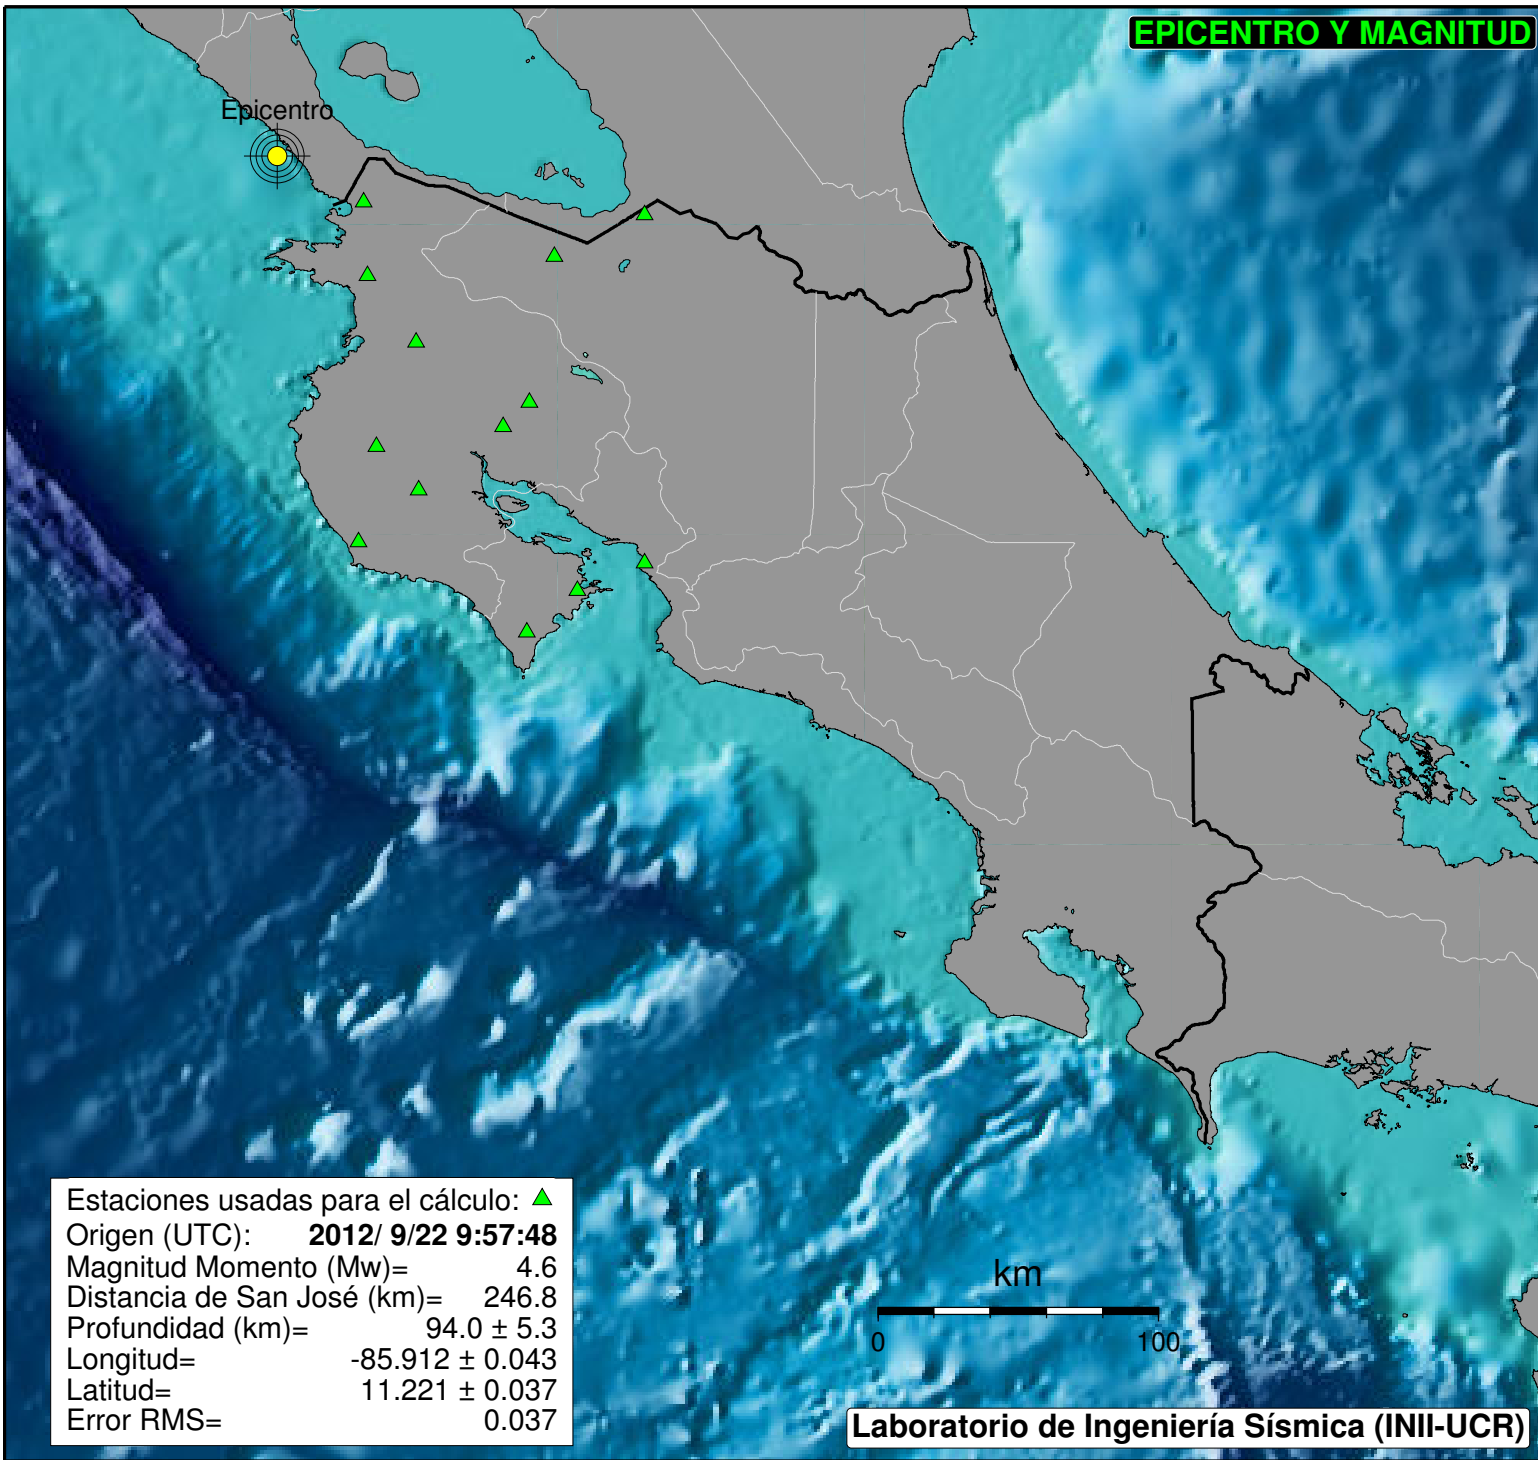 EPICENTRO Y MAGNITUD
Epicentro
Estaciones usadas para el cálculo:
Origen (UTC): 2012/ 9/22 9:57:48
Magnitud Momento (Mw)= 4.6
Distancia de San José (km)= 246.8
Profundidad (km)= 94.0 ± 5.3
Longitud= -85.912 ± 0.043
Latitud= 11.221 ± 0.037
Error RMS= 0.037
km
0 100
Laboratorio de Ingeniería Sísmica (INII-UCR)